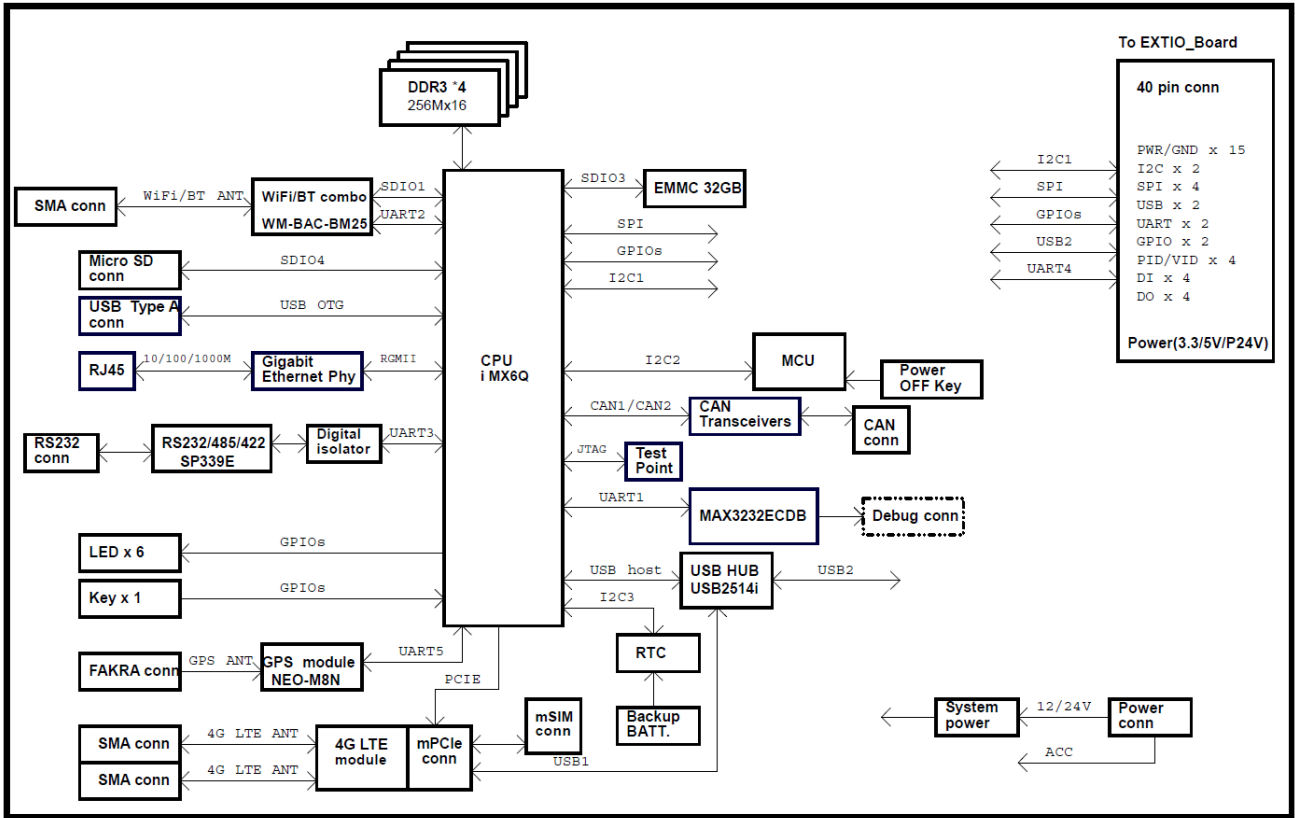 To EXTIO_Board
DDR3 *4
256Mx16
40 pin conn
PWR/GND x 15
I2C x 2
SPI x 4
USB x 2
UART x 2
GPIO x 2
PID/VID x 4
DI x 4
DO x 4
Power(3.3/5V/P24V)
I2C1
SPI
GPIOs
USB2
UART4
SMA conn
WiFi/BT ANT
WiFi/BT combo
WM-BAC-BM25
SDIO1
UART2
SDIO3
EMMC 32GB
SPI
GPIOs
I2C1
Micro SD
conn
SDIO4
USB Type A
conn
USB OTG
RJ45
10/100/1000M
Gigabit
Ethernet Phy
RGMII
CPU
i MX6Q
I2C2
MCU
Power
OFF Key
CAN1/CAN2
CAN
Transceivers
CAN
conn
RS232
conn
RS232/485/422
SP339E
Digital
isolator
UART3
JTAG
Test
Point
UART1
MAX3232ECDB
Debug conn
LED x 6
GPIOs
Key x 1
GPIOs
USB host
USB HUB
USB2514i
USB2
I2C3
RTC
Backup
BATT.
FAKRA conn
GPS ANT
GPS module
NEO-M8N
UART5
PCIE
SMA conn
4G LTE ANT
SMA conn
4G LTE ANT
4G LTE
module
mPCIe
conn
mSIM
conn
USB1
System
power
12/24V
Power
conn
ACC